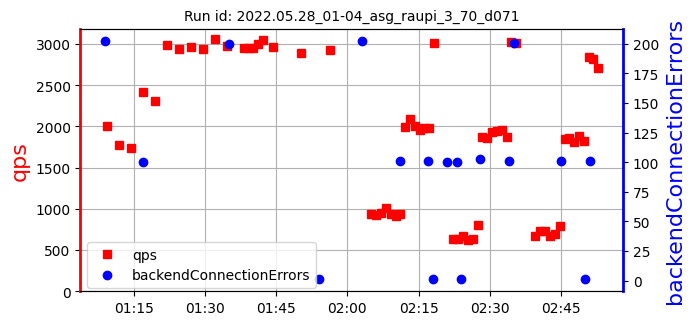 Run id: 2022.05.28_01-04_asg_raupi_3_70_d071
3000
2500
2000
1500
1000
500
0
qps
200
175
150
125
100
75
50
25
0
backendConnectionErrors
qps
backendConnectionErrors
01:15 01:30 01:45 02:00 02:15 02:30 02:45